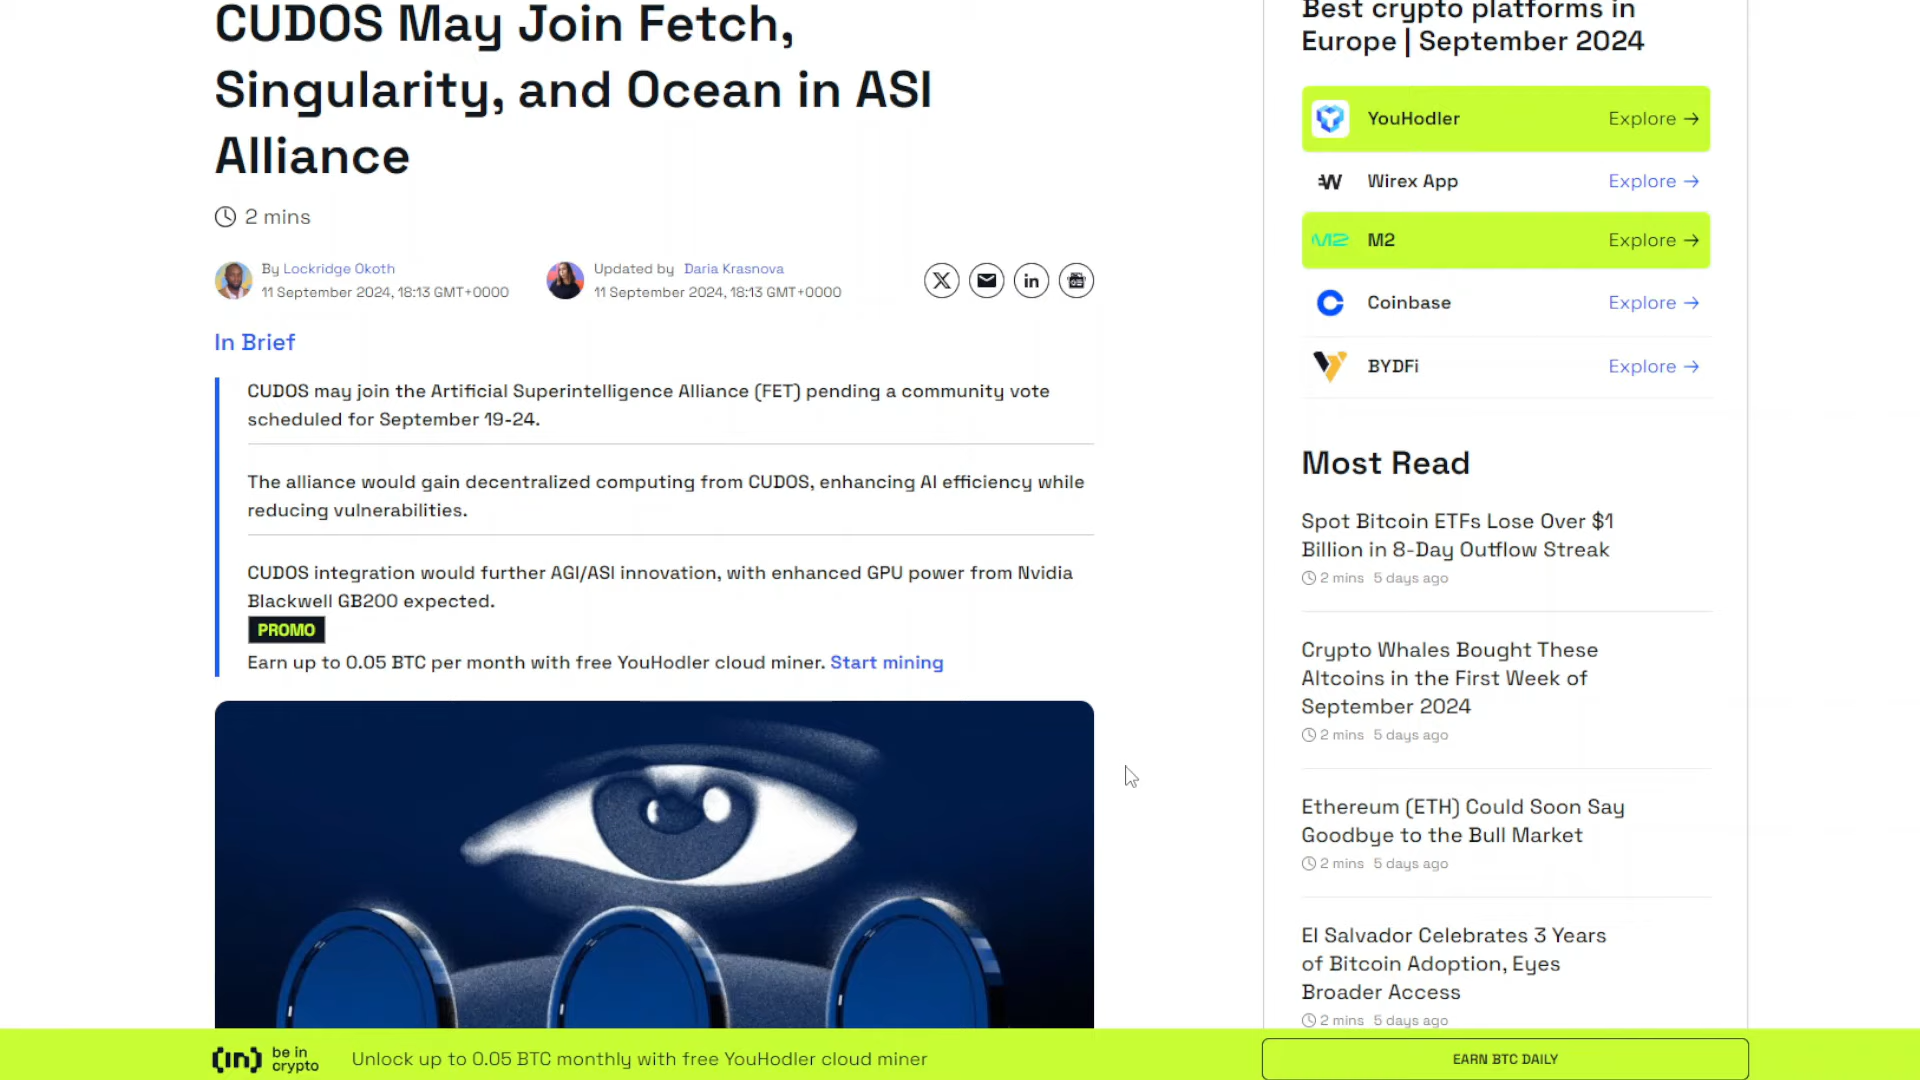 CUDOS May Join Fetch,
Singularity, and Ocean in ASI
Alliance
2 mins
By Lockridge Okoth
11 September 2024, 18:13 GMT+0000
Updated by Daria Krasnova
11 September 2024, 18:13 GMT+0000
In Brief
CUDOS may join the Artificial Superintelligence Alliance (FET) pending a community vote
scheduled for September 19-24.
The alliance would gain decentralized computing from CUDOS, enhancing AI efficiency while
reducing vulnerabilities.
CUDOS integration would further AGI/ASI innovation, with enhanced GPU power from Nvidia
Blackwell GB200 expected.
PROMO
Earn up to 0.05 BTC per month with free YouHodler cloud miner. Start mining
Best crypto platforms in
Europe | September 2024
YouHodler Explore →
Wirex App Explore →
M2 M2 Explore →
Coinbase Explore →
BYDFi Explore →
Most Read
Spot Bitcoin ETFs Lose Over $1
Billion in 8-Day Outflow Streak
2 mins 5 days ago
Crypto Whales Bought These
Altcoins in the First Week of
September 2024
2 mins 5 days ago
Ethereum (ETH) Could Soon Say
Goodbye to the Bull Market
2 mins 5 days ago
El Salvador Celebrates 3 Years
of Bitcoin Adoption, Eyes
Broader Access
2 mins 5 days ago
(in) be in
crypto
Unlock up to 0.05 BTC monthly with free YouHodler cloud miner
EARN BTC DAILY